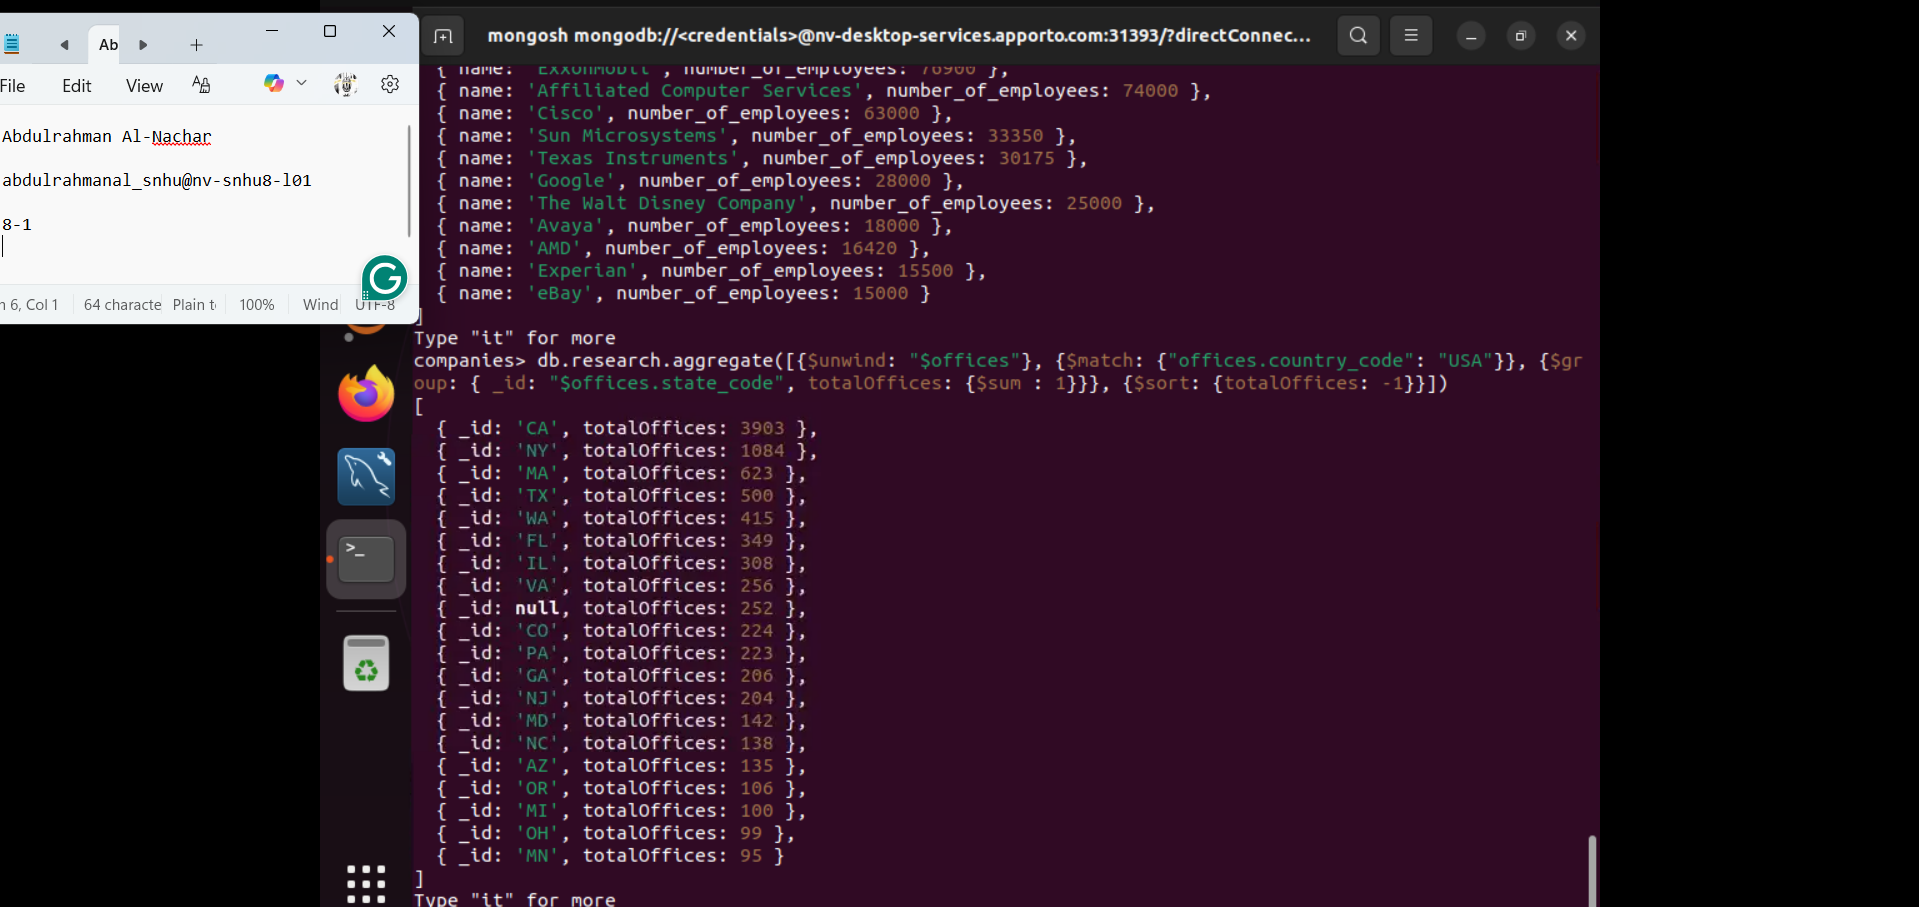 Ab
File Edit View
Abdulrahman Al-Nachar
abdulrahmanal_snhu@nv-snhu8-l01
8-1
n 6, Col 1 64 characte Plain t 100% Wind UTF-8
mongosh mongodb://<credentials>@nv-desktop-services.apporto.com:31393/?directConnec...
{ name: 'ExxonMobil', number_of_employees: 76900 },
{ name: 'Affiliated Computer Services', number_of_employees: 74000 },
{ name: 'Cisco', number_of_employees: 63000 },
{ name: 'Sun Microsystems', number_of_employees: 33350 },
{ name: 'Texas Instruments', number_of_employees: 30175 },
{ name: 'Google', number_of_employees: 28000 },
{ name: 'The Walt Disney Company', number_of_employees: 25000 },
{ name: 'Avaya', number_of_employees: 18000 },
{ name: 'AMD', number_of_employees: 16420 },
{ name: 'Experian', number_of_employees: 15500 },
{ name: 'eBay', number_of_employees: 15000 }
]
Type "it" for more
companies> db.research.aggregate([{$unwind: "$offices"}, {$match: {"offices.country_code": "USA"}}, {$gr
oup: { _id: "$offices.state_code", totalOffices: {$sum : 1}}}, {$sort: {totalOffices: -1}}])
[
{ _id: 'CA', totalOffices: 3903 },
{ _id: 'NY', totalOffices: 1084 },
{ _id: 'MA', totalOffices: 623 },
{ _id: 'TX', totalOffices: 500 },
{ _id: 'WA', totalOffices: 415 },
{ _id: 'FL', totalOffices: 349 },
{ _id: 'IL', totalOffices: 308 },
{ _id: 'VA', totalOffices: 256 },
{ _id: null, totalOffices: 252 },
{ _id: 'CO', totalOffices: 224 },
{ _id: 'PA', totalOffices: 223 },
{ _id: 'GA', totalOffices: 206 },
{ _id: 'NJ', totalOffices: 204 },
{ _id: 'MD', totalOffices: 142 },
{ _id: 'NC', totalOffices: 138 },
{ _id: 'AZ', totalOffices: 135 },
{ _id: 'OR', totalOffices: 106 },
{ _id: 'MI', totalOffices: 100 },
{ _id: 'OH', totalOffices: 99 },
{ _id: 'MN', totalOffices: 95 }
]
Type "it" for more